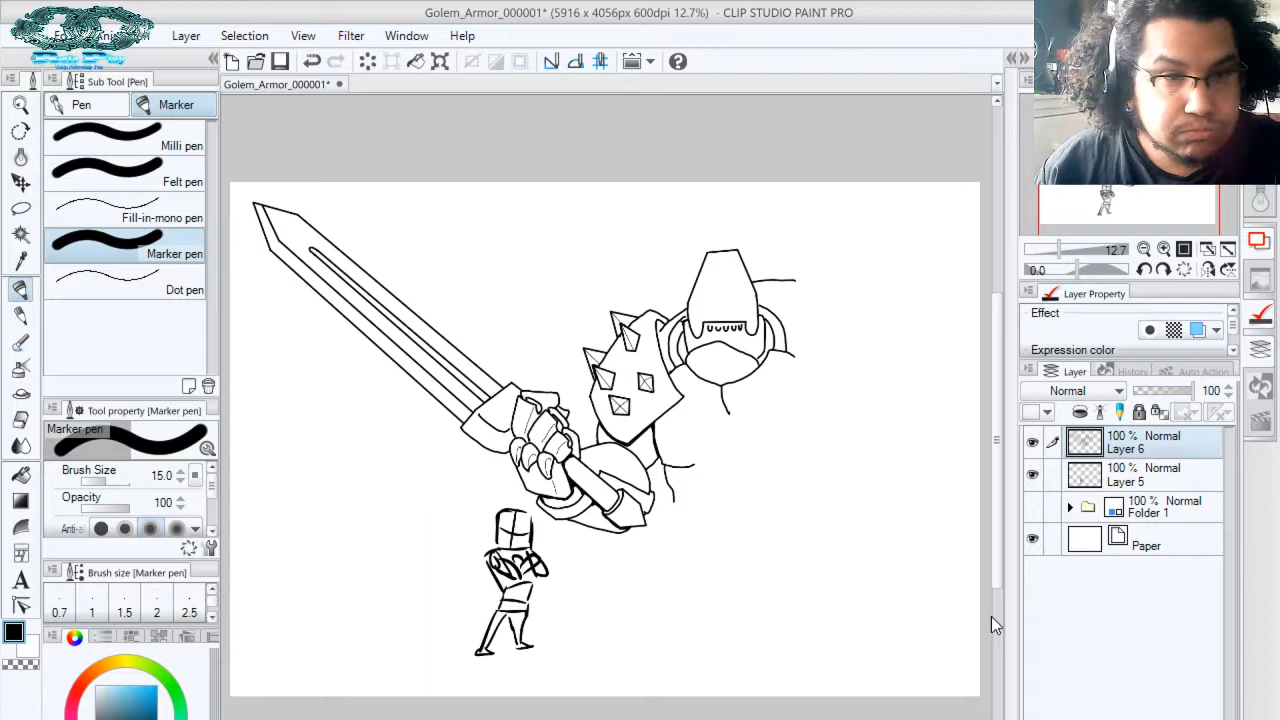 Golem_Armor_000001* (5916 x 4056px 600dpi 12.7%) - CLIP STUDIO PAINT PRO
Layer Selection View Filter Window Help
Sub Tool [Pen]
Golem_Armor_000001*
Pen Marker
Milli pen
Felt pen
Fill-in-mono pen
Marker pen
Dot pen
Tool property [Marker pen]
Marker pen
Brush Size 15.0
Opacity 100
Anti-a
Brush size [Marker pen]
0.7 1 1.5 2 2.5
12.7
0.0
Layer Property
Effect
Expression color
Layer History Auto Action
Normal 100
100 % Normal
Layer 6
100 % Normal
Layer 5
100 % Normal
Folder 1
Paper
A